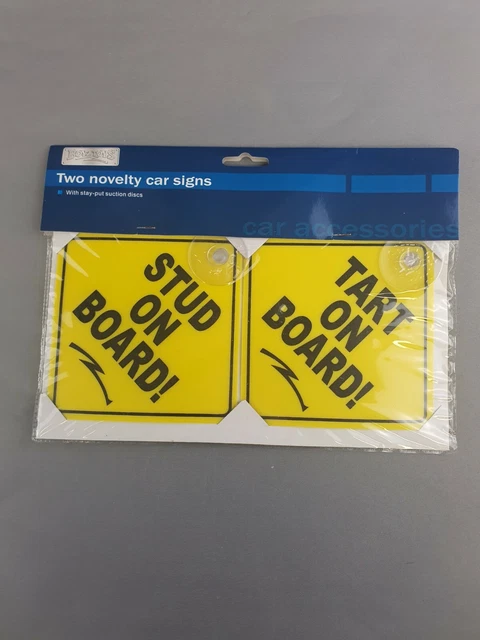 Two novelty car signs
With stay-put suction discs
car accessories
STUD
ON
BOARD!
TART
ON
BOARD!